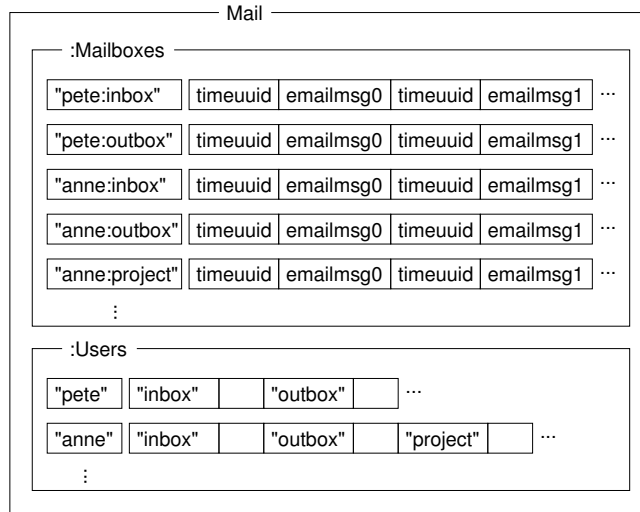 Mail
:Mailboxes
"pete:inbox" timeuuid emailmsg0 timeuuid emailmsg1 ...
"pete:outbox" timeuuid emailmsg0 timeuuid emailmsg1 ...
"anne:inbox" timeuuid emailmsg0 timeuuid emailmsg1 ...
"anne:outbox" timeuuid emailmsg0 timeuuid emailmsg1 ...
"anne:project" timeuuid emailmsg0 timeuuid emailmsg1 ...
⋮
:Users
"pete" "inbox" "outbox" ...
"anne" "inbox" "outbox" "project" ...
⋮